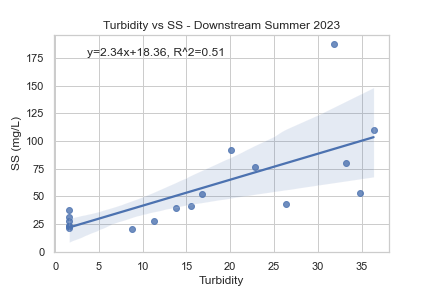 Turbidity vs SS - Downstream Summer 2023
y=2.34x+18.36, R^2=0.51
SS (mg/L)
175
150
125
100
75
50
25
0
0 5 10 15 20 25 30 35
Turbidity